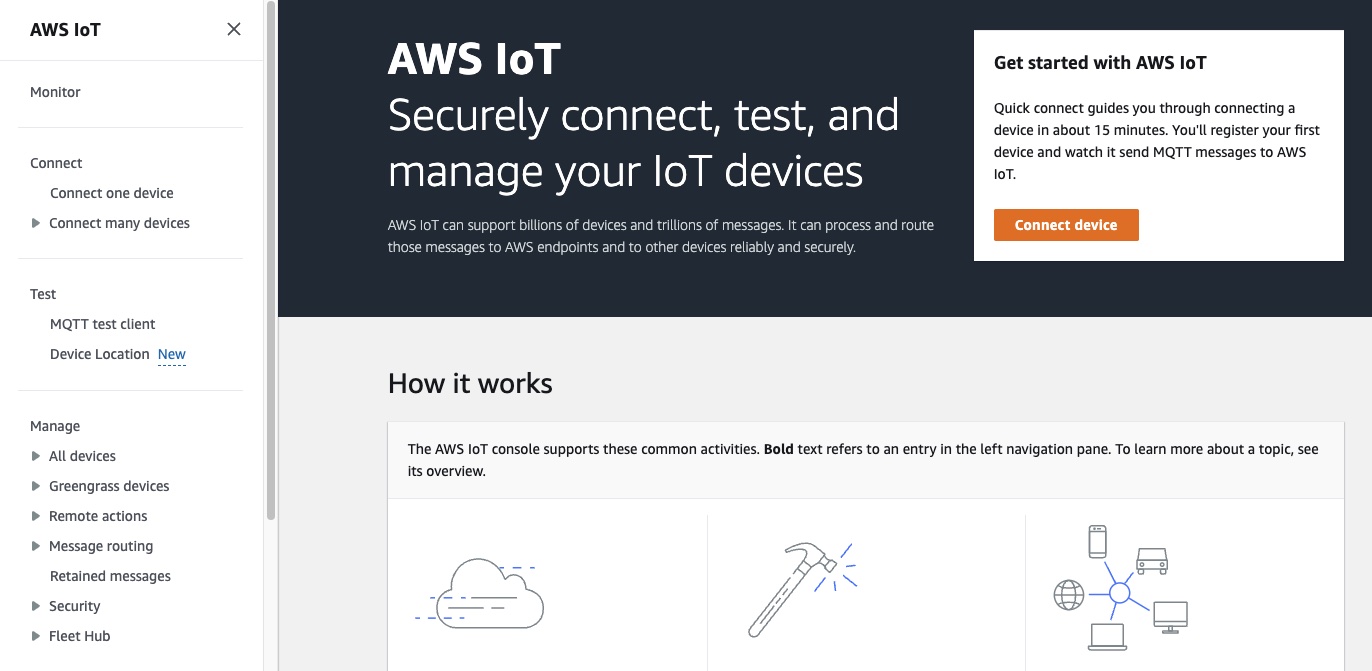 AWS IoT
Monitor
Connect
Connect one device
Connect many devices
Test
MQTT test client
Device Location New
Manage
All devices
Greengrass devices
Remote actions
Message routing
Retained messages
Security
Fleet Hub
AWS IoT
Securely connect, test, and
manage your IoT devices
AWS IoT can support billions of devices and trillions of messages. It can process and route
those messages to AWS endpoints and to other devices reliably and securely.
Get started with AWS IoT
Quick connect guides you through connecting a
device in about 15 minutes. You'll register your first
device and watch it send MQTT messages to AWS
IoT.
Connect device
How it works
The AWS IoT console supports these common activities. Bold text refers to an entry in the left navigation pane. To learn more about a topic, see
its overview.